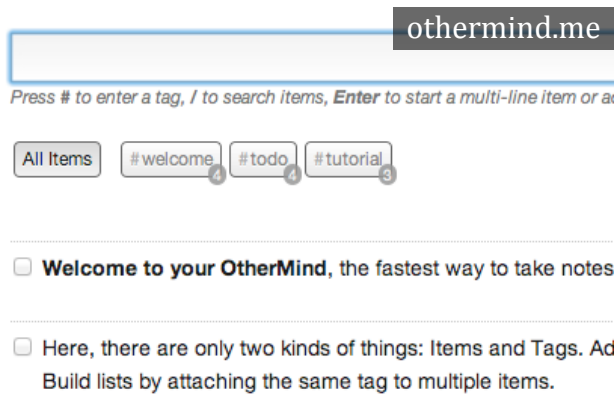 othermind.me
Press # to enter a tag, / to search items, Enter to start a multi-line item or
All Items #welcome 4 #todo 4 #tutorial 3
Welcome to your OtherMind, the fastest way to take notes
Here, there are only two kinds of things: Items and Tags. Ad
Build lists by attaching the same tag to multiple items.